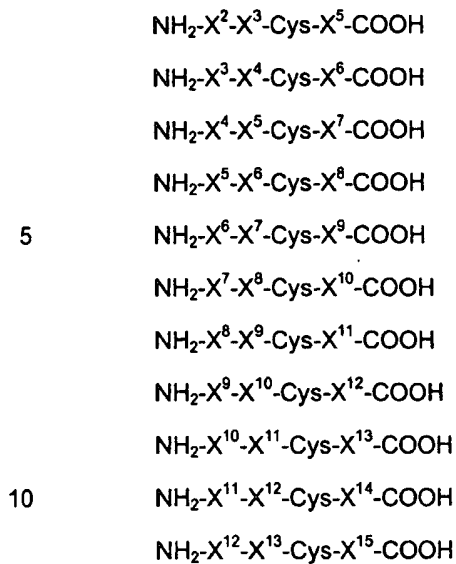 NH₂-X²-X³-Cys-X⁵-COOH
NH₂-X³-X⁴-Cys-X⁶-COOH
NH₂-X⁴-X⁵-Cys-X⁷-COOH
NH₂-X⁵-X⁶-Cys-X⁸-COOH
5 NH₂-X⁶-X⁷-Cys-X⁹-COOH
NH₂-X⁷-X⁸-Cys-X¹⁰-COOH
NH₂-X⁸-X⁹-Cys-X¹¹-COOH
NH₂-X⁹-X¹⁰-Cys-X¹²-COOH
NH₂-X¹⁰-X¹¹-Cys-X¹³-COOH
10 NH₂-X¹¹-X¹²-Cys-X¹⁴-COOH
NH₂-X¹²-X¹³-Cys-X¹⁵-COOH